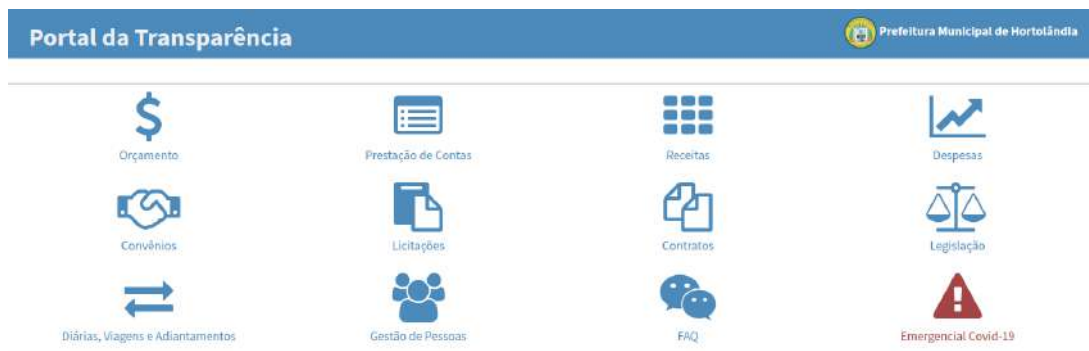 Portal da Transparência
Prefeitura Municipal de Hortolândia
Orçamento
Prestação de Contas
Receitas
Despesas
Convênios
Licitações
Contratos
Legislação
Diárias, Viagens e Adiantamentos
Gestão de Pessoas
FAQ
Emergencial Covid-19